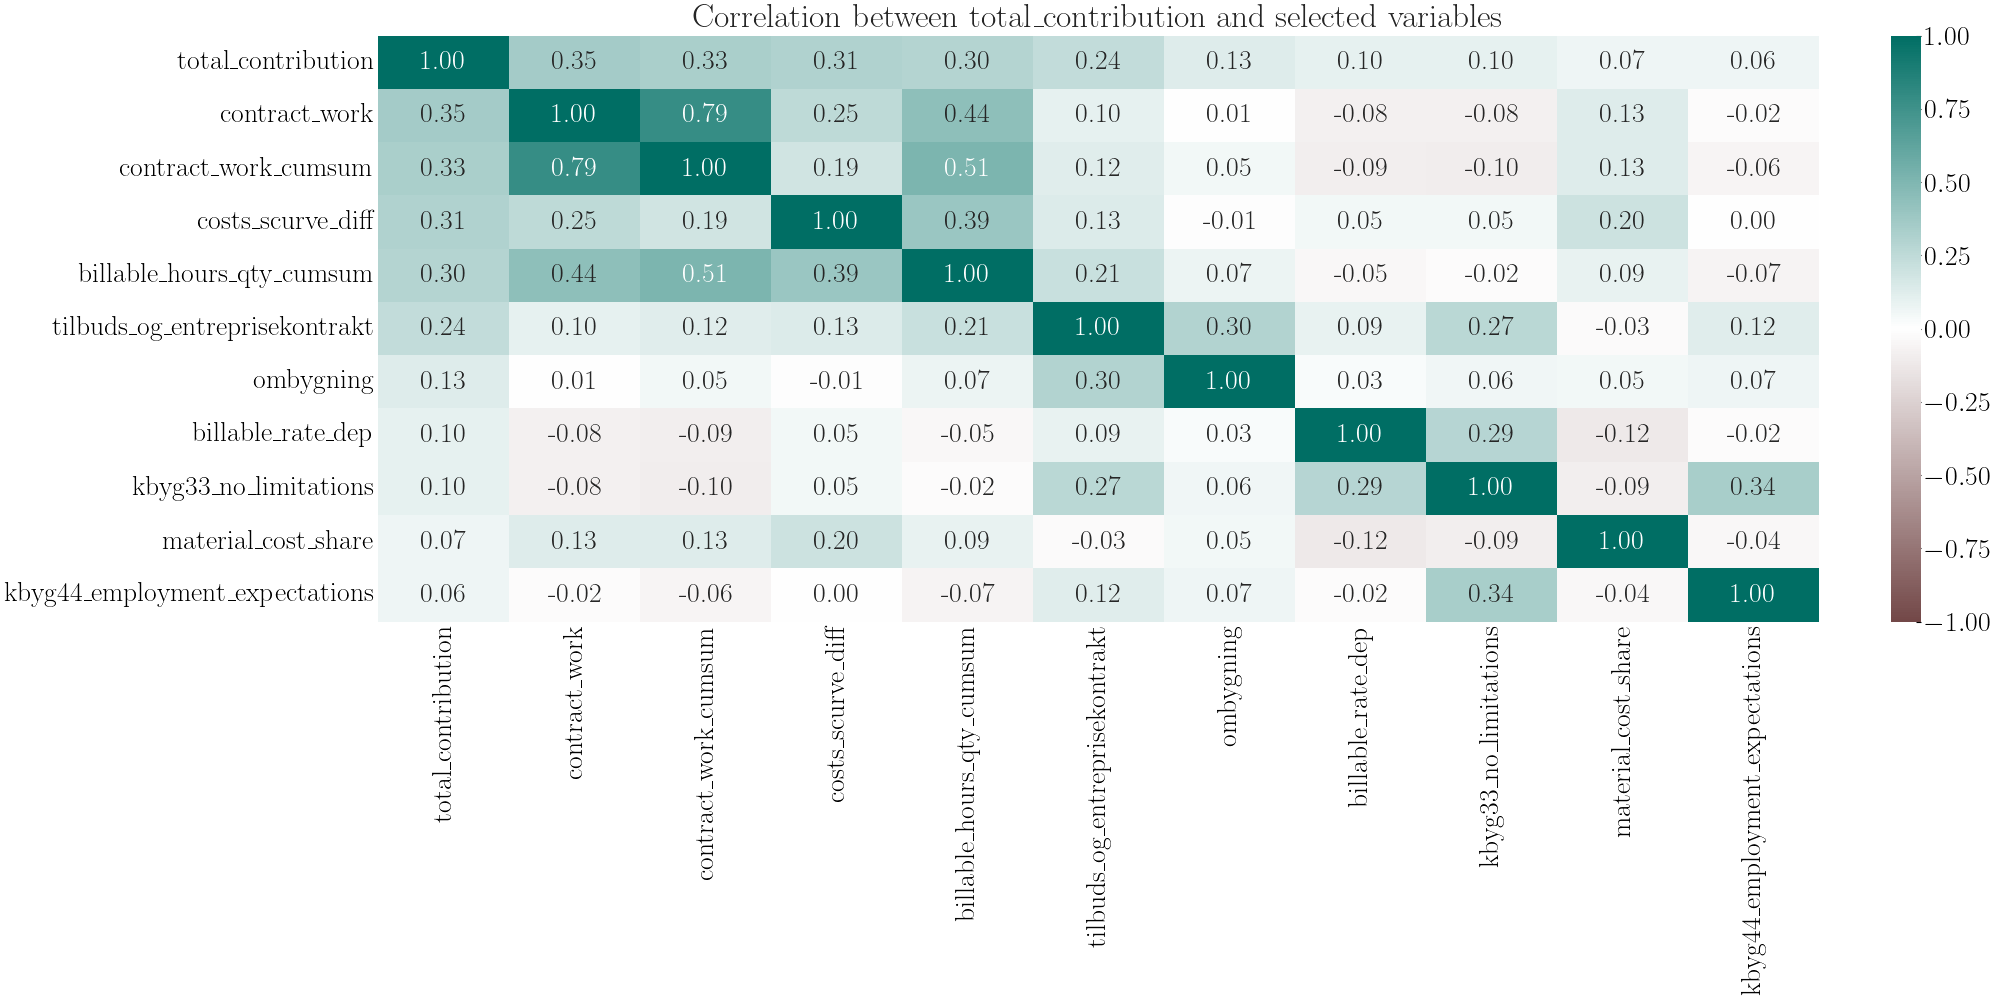 Correlation between total_contribution and selected variables
total_contribution 1.00 0.35 0.33 0.31 0.30 0.24 0.13 0.10 0.10 0.07 0.06
contract_work 0.35 1.00 0.79 0.25 0.44 0.10 0.01 -0.08 -0.08 0.13 -0.02
contract_work_cumsum 0.33 0.79 1.00 0.19 0.51 0.12 0.05 -0.09 -0.10 0.13 -0.06
costs_scurve_diff 0.31 0.25 0.19 1.00 0.39 0.13 -0.01 0.05 0.05 0.20 0.00
billable_hours_qty_cumsum 0.30 0.44 0.51 0.39 1.00 0.21 0.07 -0.05 -0.02 0.09 -0.07
tilbuds_og_entreprisekontrakt 0.24 0.10 0.12 0.13 0.21 1.00 0.30 0.09 0.27 -0.03 0.12
ombygning 0.13 0.01 0.05 -0.01 0.07 0.30 1.00 0.03 0.06 0.05 0.07
billable_rate_dep 0.10 -0.08 -0.09 0.05 -0.05 0.09 0.03 1.00 0.29 -0.12 -0.02
kbyg33_no_limitations 0.10 -0.08 -0.10 0.05 -0.02 0.27 0.06 0.29 1.00 -0.09 0.34
material_cost_share 0.07 0.13 0.13 0.20 0.09 -0.03 0.05 -0.12 -0.09 1.00 -0.04
kbyg44_employment_expectations 0.06 -0.02 -0.06 0.00 -0.07 0.12 0.07 -0.02 0.34 -0.04 1.00
total_contribution
contract_work
contract_work_cumsum
costs_scurve_diff
billable_hours_qty_cumsum
tilbuds_og_entreprisekontrakt
ombygning
billable_rate_dep
kbyg33_no_limitations
material_cost_share
kbyg44_employment_expectations
1.00
0.75
0.50
0.25
0.00
−0.25
−0.50
−0.75
−1.00